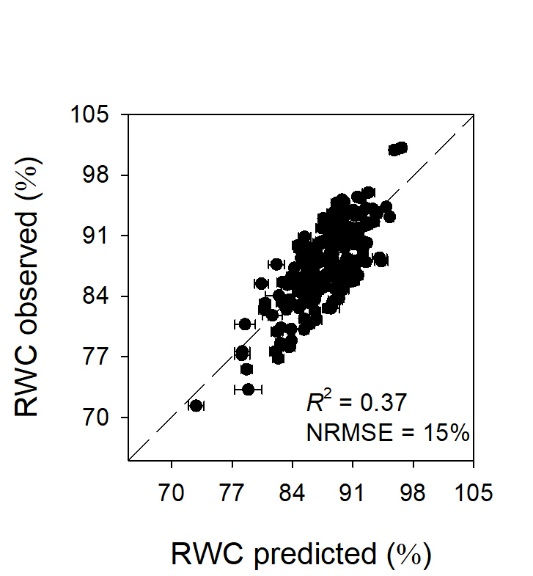 105
98
91
84
77
70
RWC observed (%)
R² = 0.37
NRMSE = 15%
70 77 84 91 98 105
RWC predicted (%)